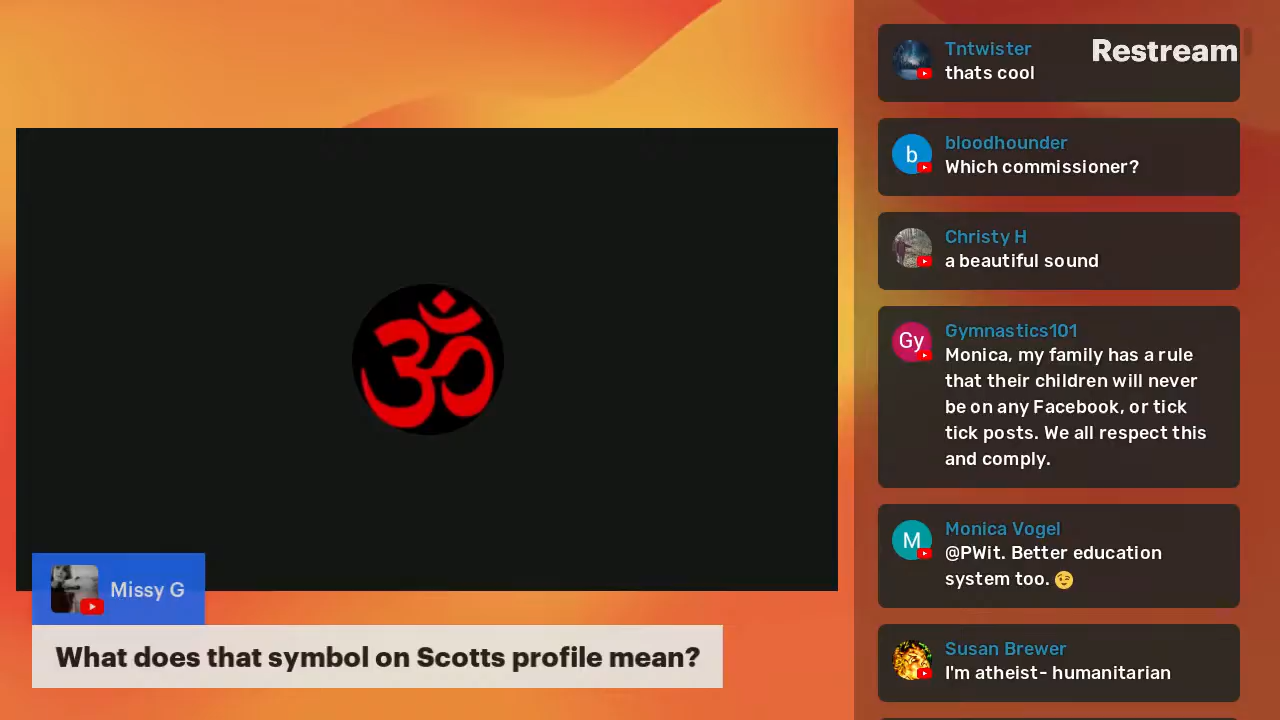 Restream
Tntwister
thats cool
b
bloodhounder
Which commissioner?
Christy H
a beautiful sound
Gy
Gymnastics101
Monica, my family has a rule
that their children will never
be on any Facebook, or tick
tick posts. We all respect this
and comply.
M
Monica Vogel
@PWit. Better education
system too. 😉
Susan Brewer
I'm atheist- humanitarian
ॐ
Missy G
What does that symbol on Scotts profile mean?